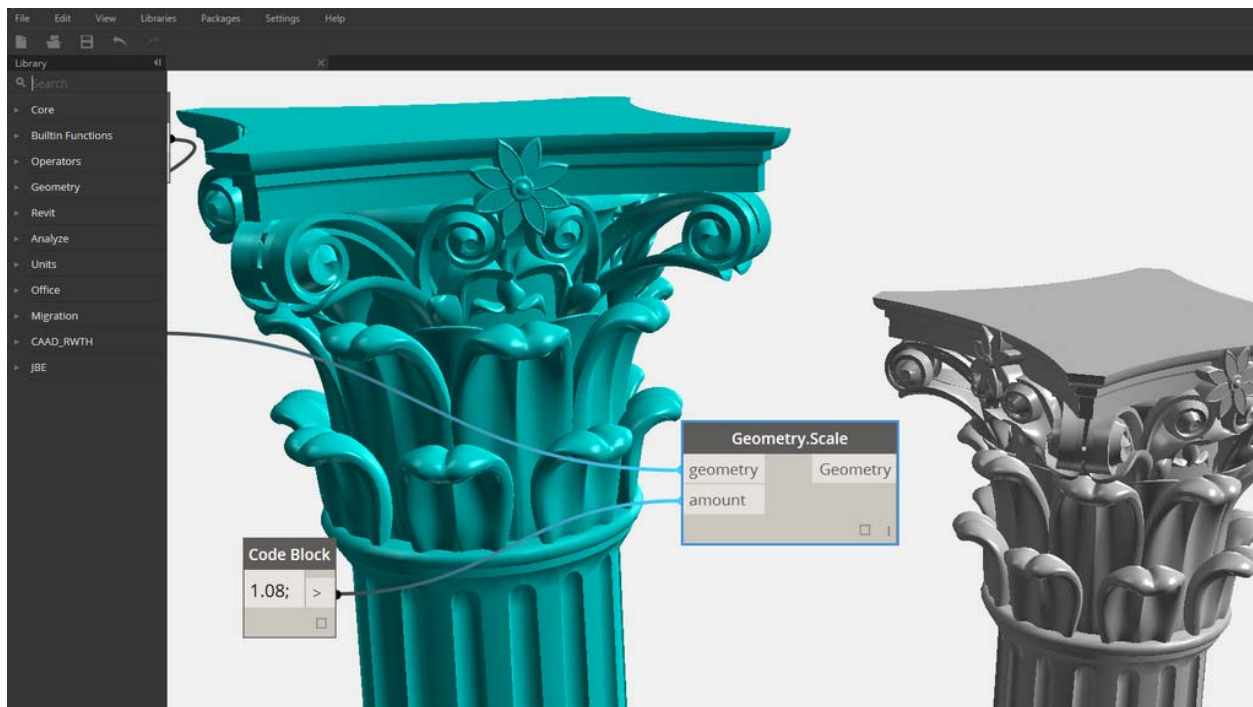 File Edit View Libraries Packages Settings Help
Library
Search
Core
Builtin Functions
Operators
Geometry
Revit
Analyze
Units
Office
Migration
CAAD_RWTH
JBE
Geometry.Scale
geometry Geometry
amount
Code Block
1.08; >